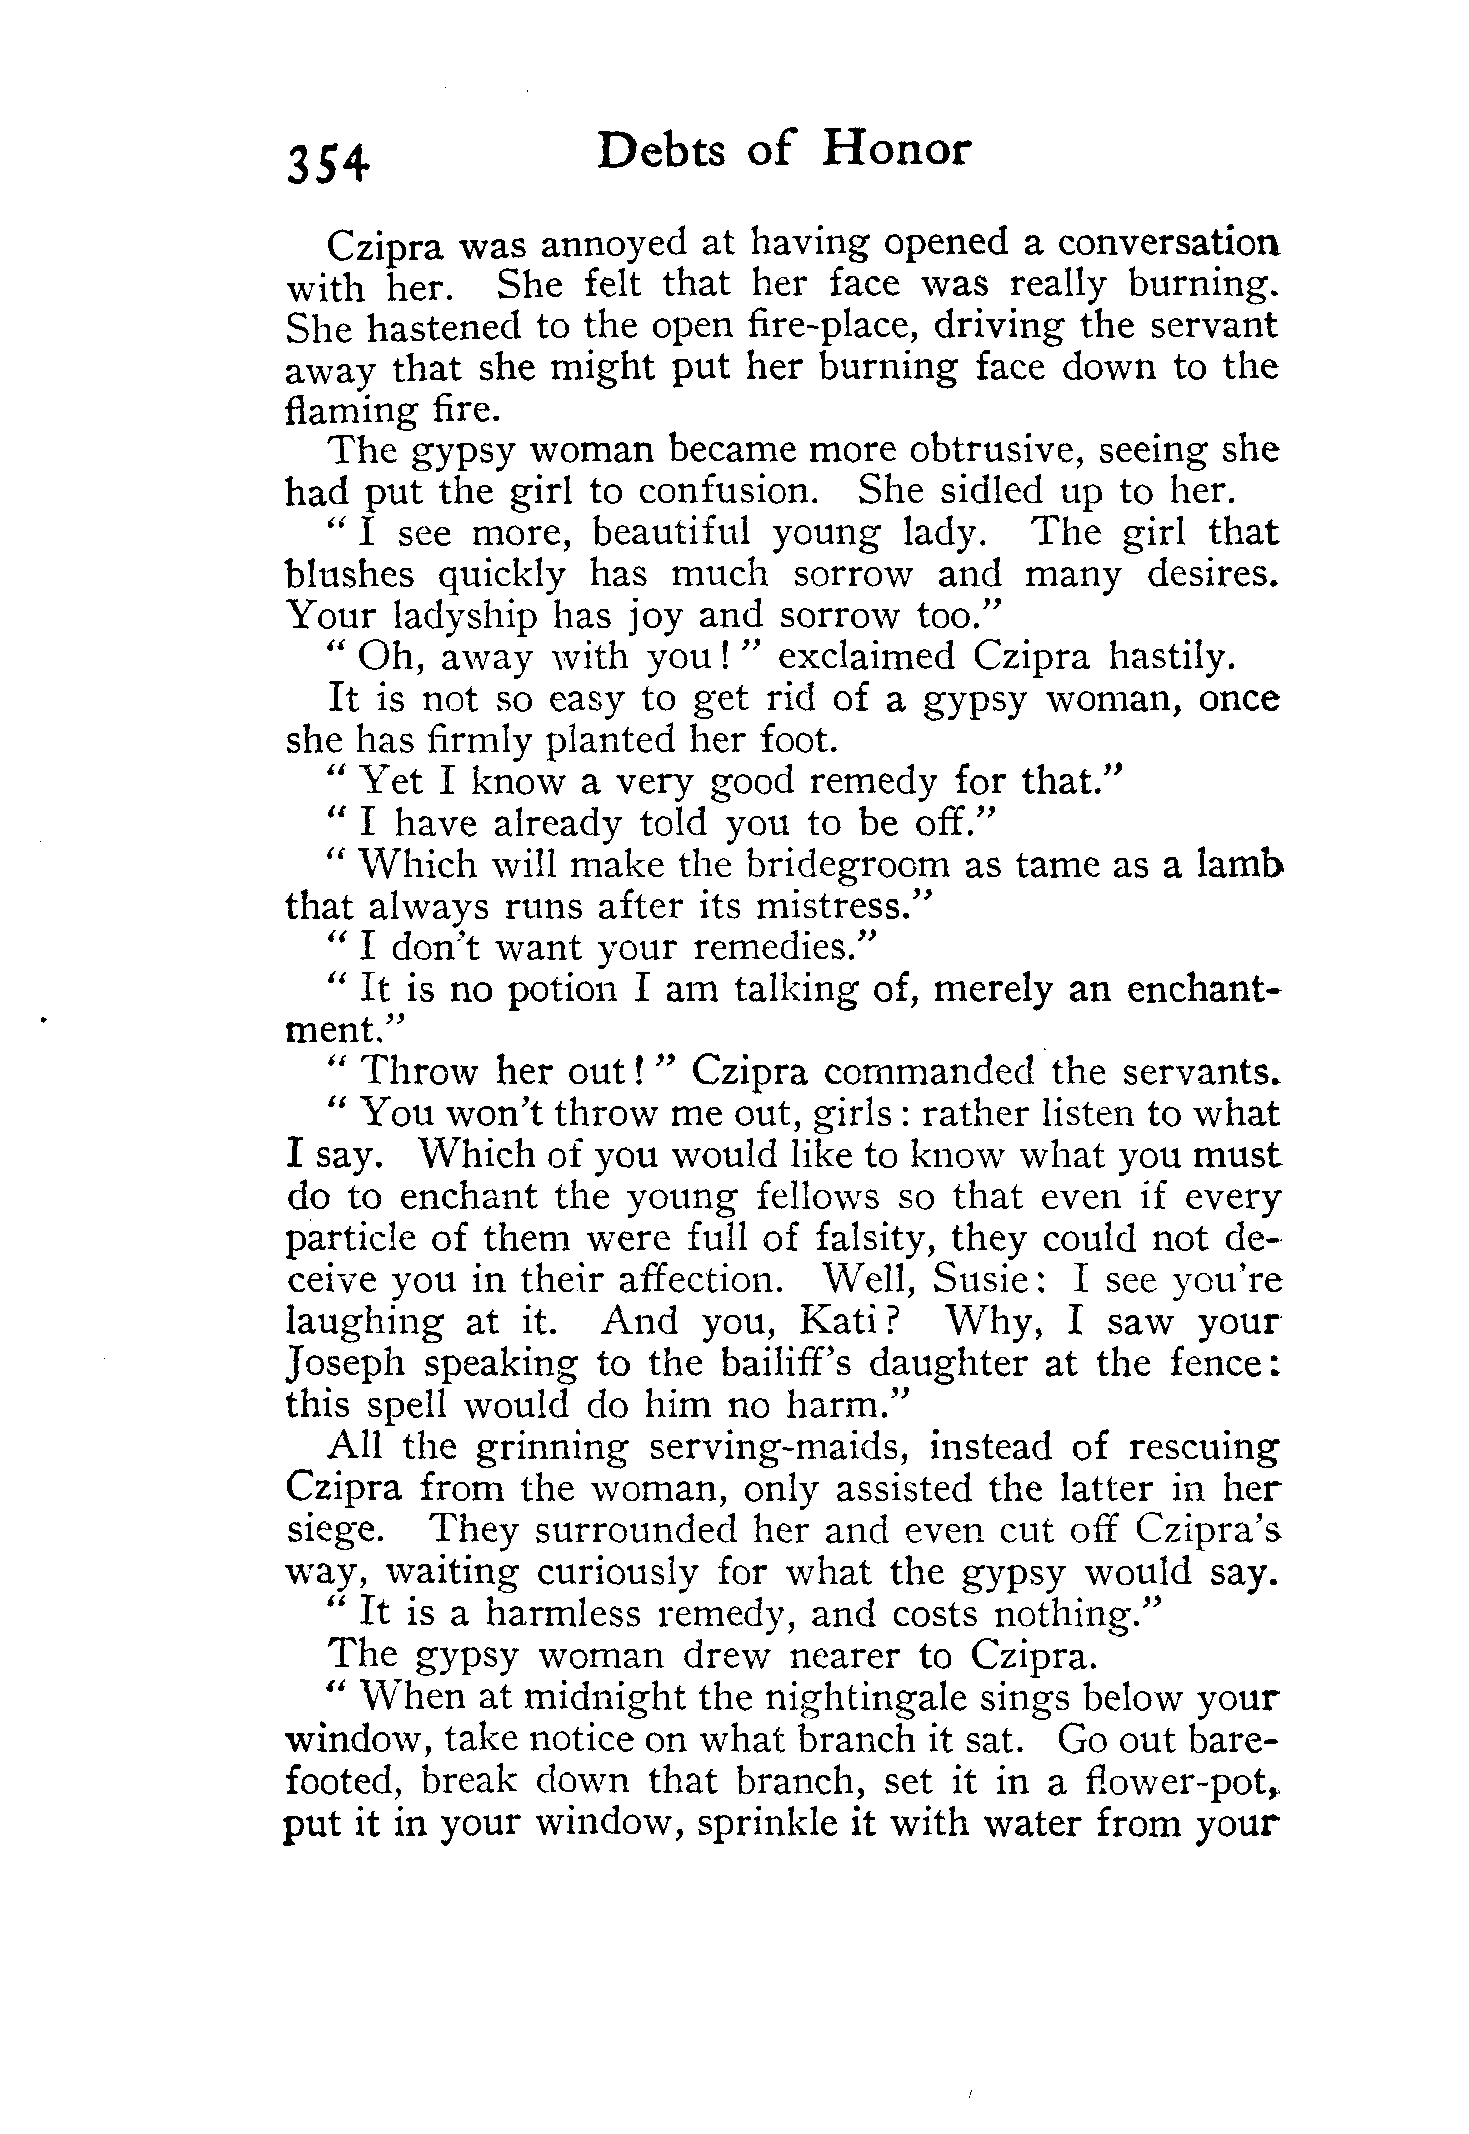 354 Debts of Honor
Czipra was annoyed at having opened a conversation
with her. She felt that her face was really burning.
She hastened to the open fire-place, driving the servant
away that she might put her burning face down to the
flaming fire.
The gypsy woman became more obtrusive, seeing she
had put the girl to confusion. She sidled up to her.
“ I see more, beautiful young lady. The girl that
blushes quickly has much sorrow and many desires.
Your ladyship has joy and sorrow too.”
“ Oh, away with you ! ” exclaimed Czipra hastily.
It is not so easy to get rid of a gypsy woman, once
she has firmly planted her foot.
“ Yet I know a very good remedy for that.”
“ I have already told you to be off.”
“ Which will make the bridegroom as tame as a lamb
that always runs after its mistress.”
“ I don’t want your remedies.”
“ It is no potion I am talking of, merely an enchant-
ment.”
“ Throw her out ! ” Czipra commanded the servants.
“ You won’t throw me out, girls : rather listen to what
I say. Which of you would like to know what you must
do to enchant the young fellows so that even if every
particle of them were full of falsity, they could not de-
ceive you in their affection. Well, Susie : I see you’re
laughing at it. And you, Kati ? Why, I saw your
Joseph speaking to the bailiff’s daughter at the fence :
this spell would do him no harm.”
All the grinning serving-maids, instead of rescuing
Czipra from the woman, only assisted the latter in her
siege. They surrounded her and even cut off Czipra’s
way, waiting curiously for what the gypsy would say.
“ It is a harmless remedy, and costs nothing.”
The gypsy woman drew nearer to Czipra.
“ When at midnight the nightingale sings below your
window, take notice on what branch it sat. Go out bare-
footed, break down that branch, set it in a flower-pot,
put it in your window, sprinkle it with water from your